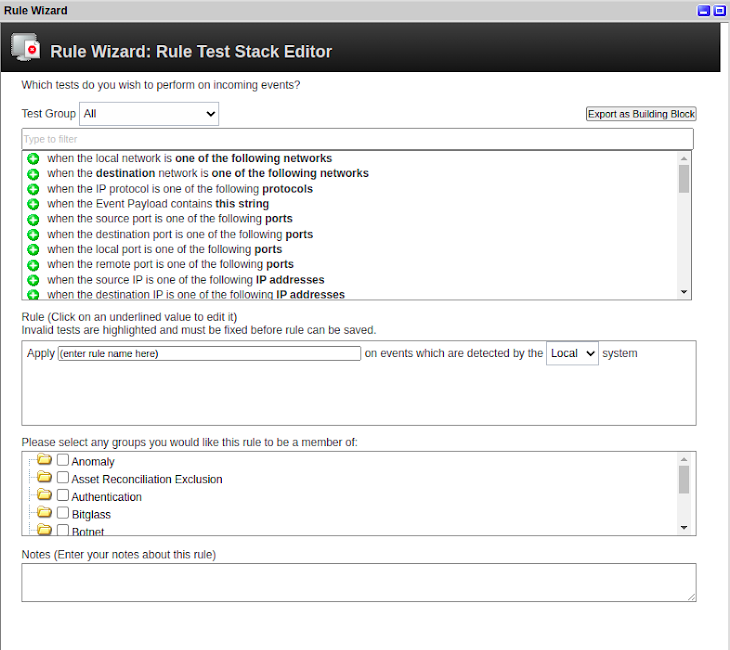 Rule Wizard
Rule Wizard: Rule Test Stack Editor
Which tests do you wish to perform on incoming events?
Test Group All Export as Building Block
Type to filter
when the local network is one of the following networks
when the destination network is one of the following networks
when the IP protocol is one of the following protocols
when the Event Payload contains this string
when the source port is one of the following ports
when the destination port is one of the following ports
when the local port is one of the following ports
when the remote port is one of the following ports
when the source IP is one of the following IP addresses
when the destination IP is one of the following IP addresses
Rule (Click on an underlined value to edit it)
Invalid tests are highlighted and must be fixed before rule can be saved.
Apply (enter rule name here) on events which are detected by the Local system
Please select any groups you would like this rule to be a member of:
Anomaly
Asset Reconciliation Exclusion
Authentication
Bitglass
Botnet
Notes (Enter your notes about this rule)